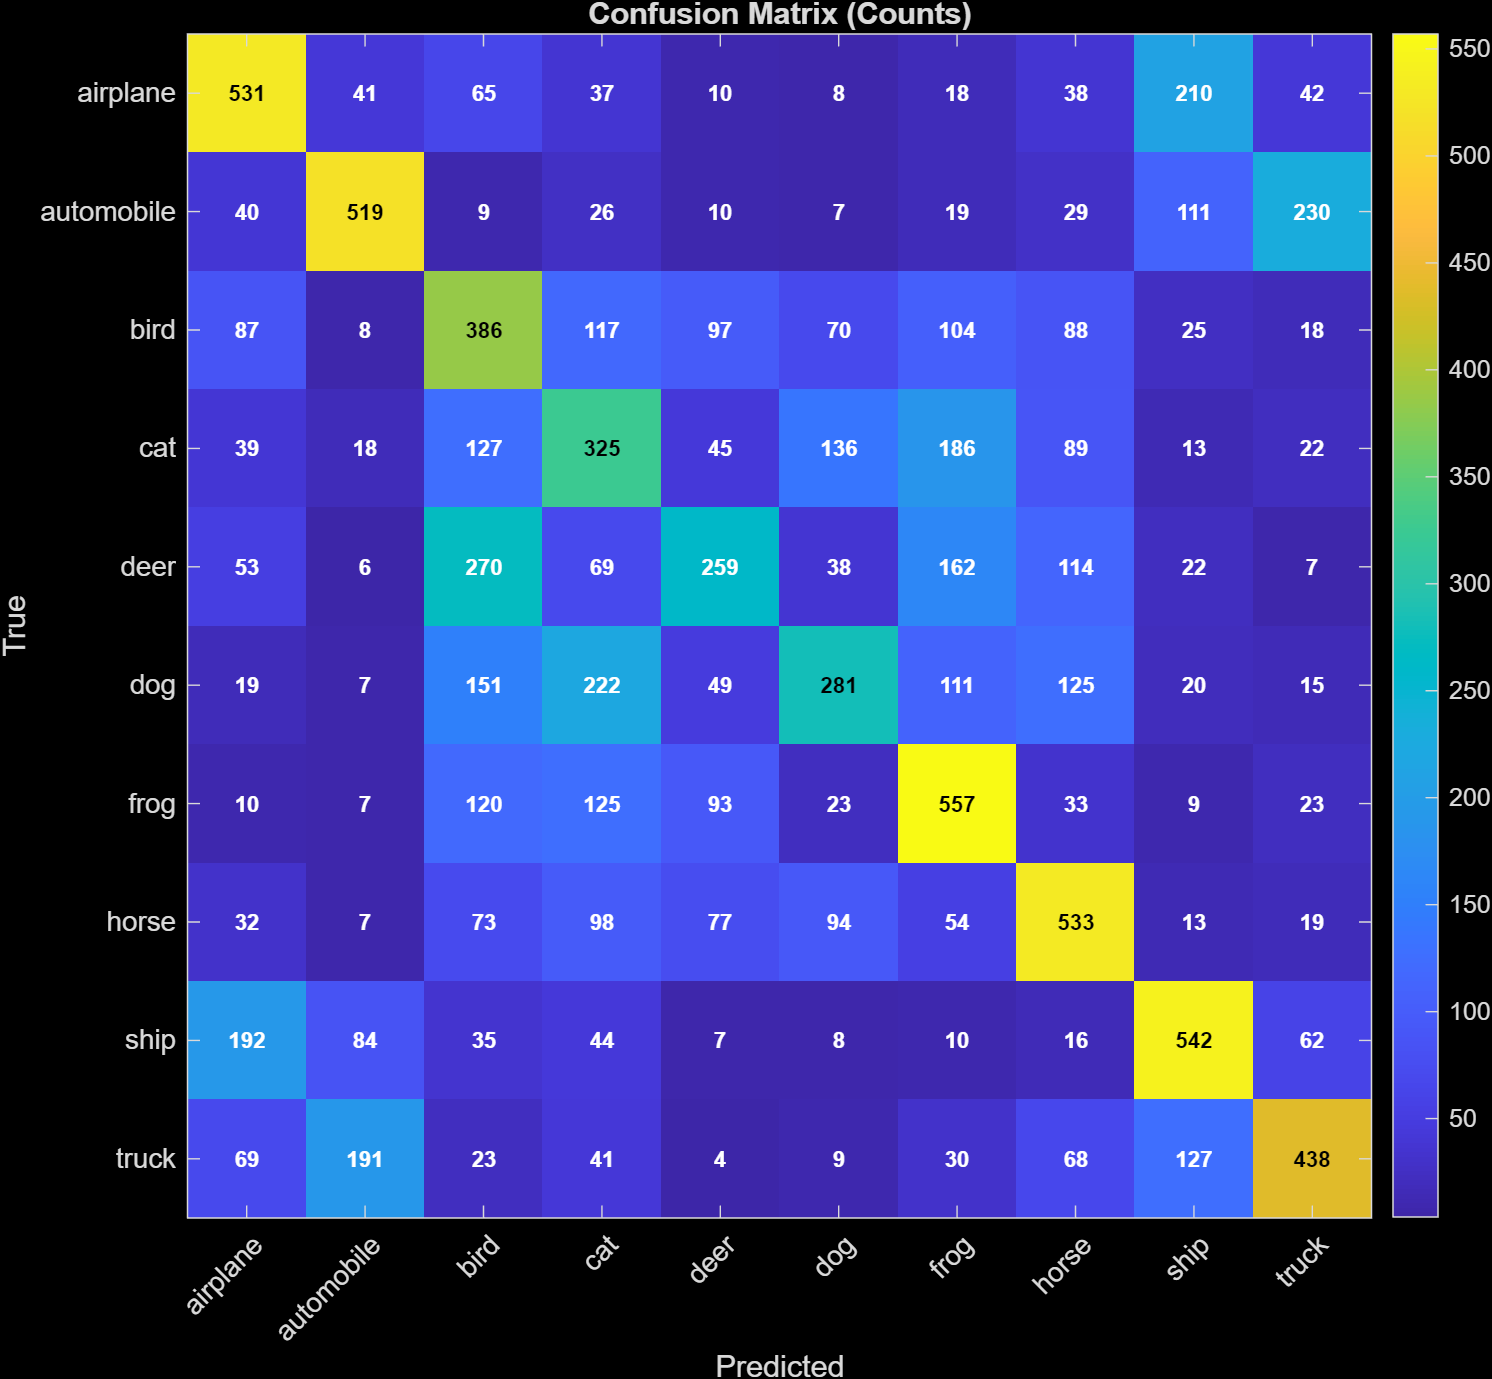 Confusion Matrix (Counts)
airplane 531 41 65 37 10 8 18 38 210 42
automobile 40 519 9 26 10 7 19 29 111 230
bird 87 8 386 117 97 70 104 88 25 18
cat 39 18 127 325 45 136 186 89 13 22
deer 53 6 270 69 259 38 162 114 22 7
dog 19 7 151 222 49 281 111 125 20 15
frog 10 7 120 125 93 23 557 33 9 23
horse 32 7 73 98 77 94 54 533 13 19
ship 192 84 35 44 7 8 10 16 542 62
truck 69 191 23 41 4 9 30 68 127 438
airplane automobile bird cat deer dog frog horse ship truck
True
Predicted
550
500
450
400
350
300
250
200
150
100
50